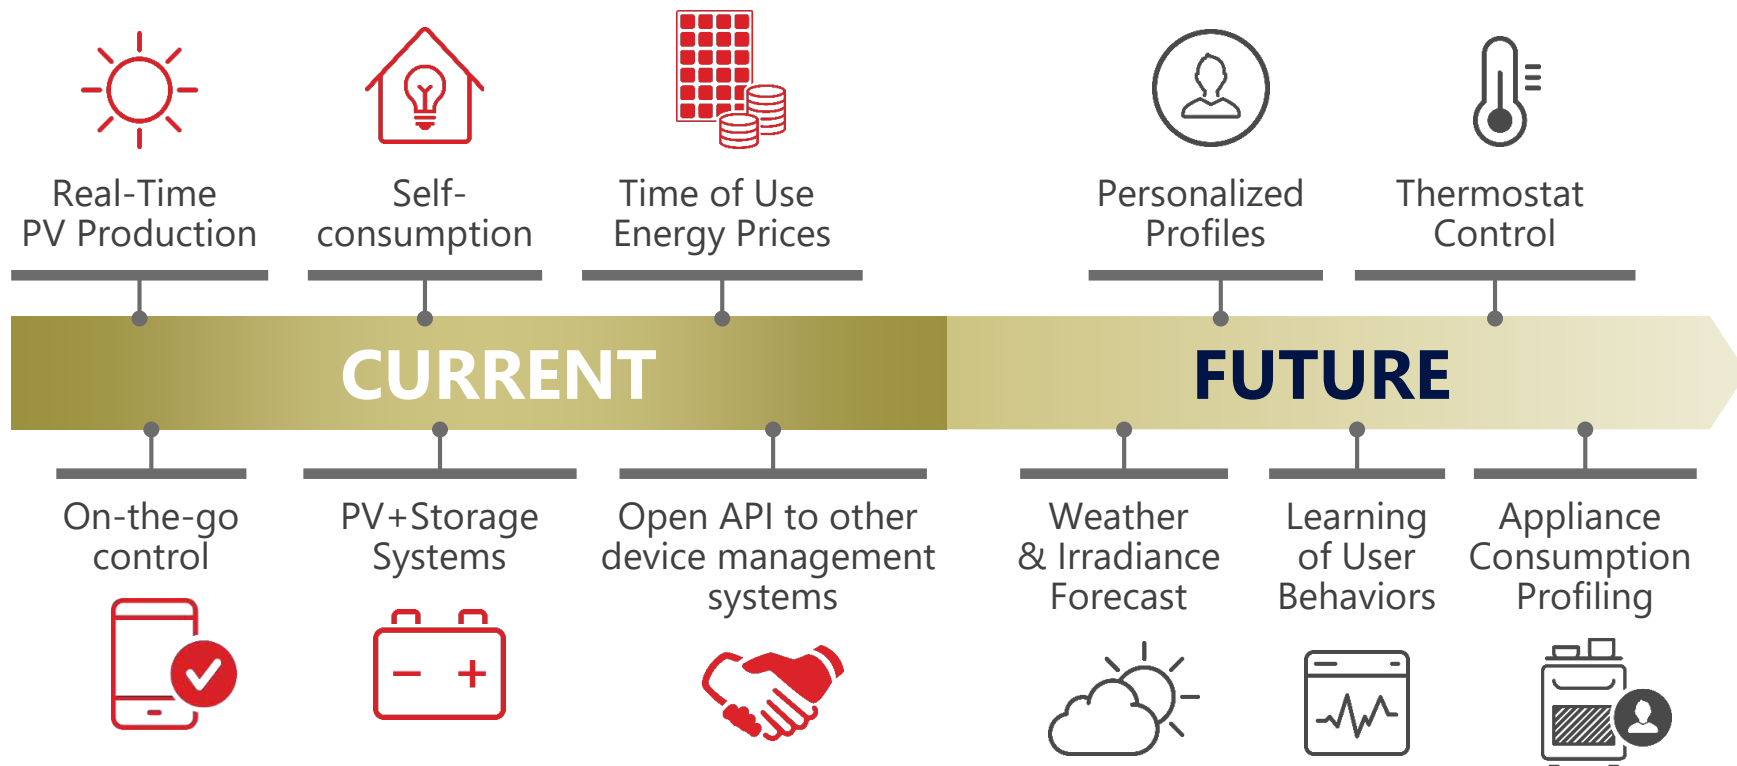 Real-Time
PV Production
Self-
consumption
Time of Use
Energy Prices
Personalized
Profiles
Thermostat
Control
CURRENT
FUTURE
On-the-go
control
PV+Storage
Systems
Open API to other
device management
systems
Weather
& Irradiance
Forecast
Learning
of User
Behaviors
Appliance
Consumption
Profiling